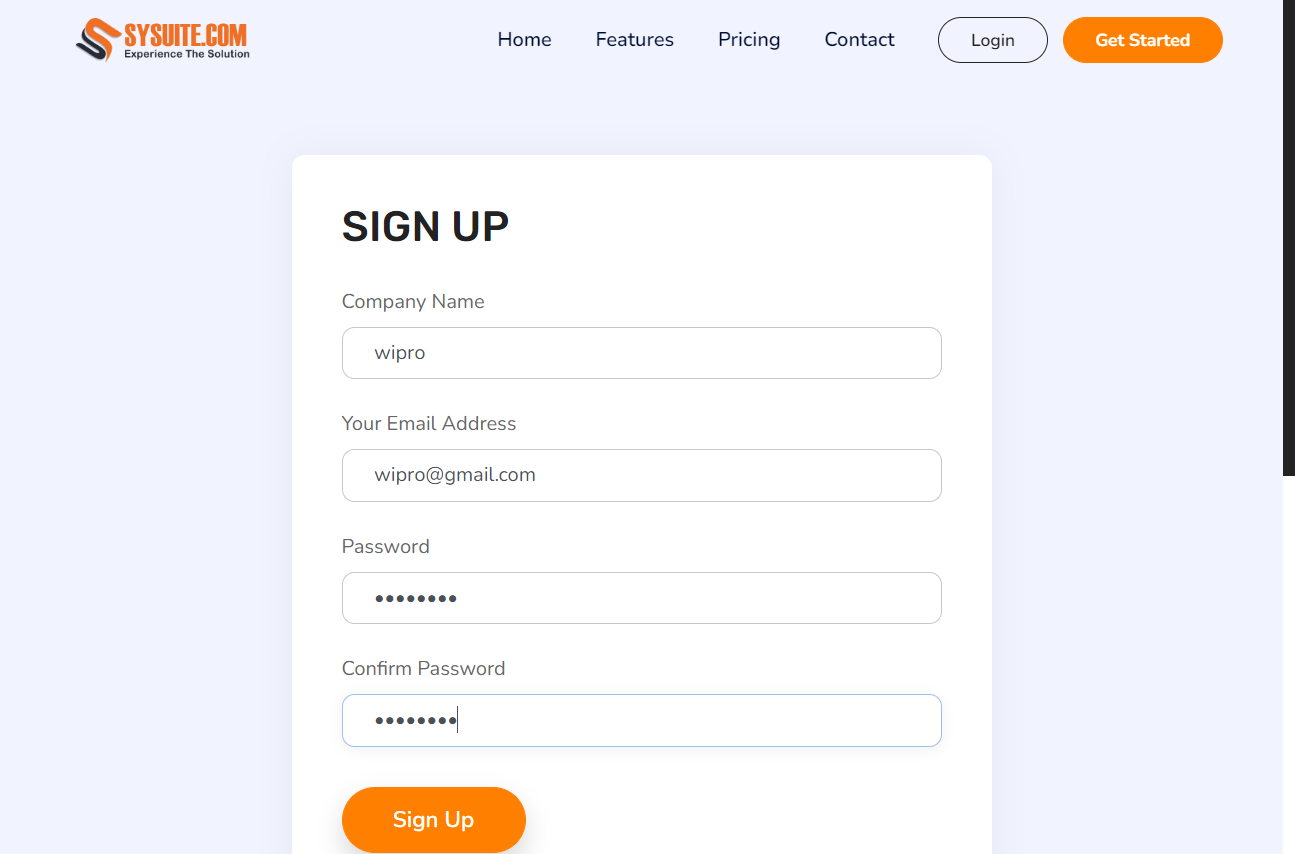 SYSUITE.COM
Experience The Solution
Home Features Pricing Contact Login Get Started
SIGN UP
Company Name
wipro
Your Email Address
wipro@gmail.com
Password
••••••••
Confirm Password
••••••••
Sign Up